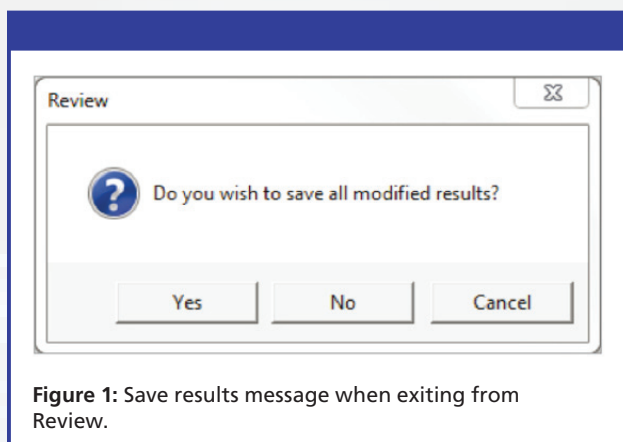 Review
Do you wish to save all modified results?
Yes No Cancel
Figure 1: Save results message when exiting from
Review.